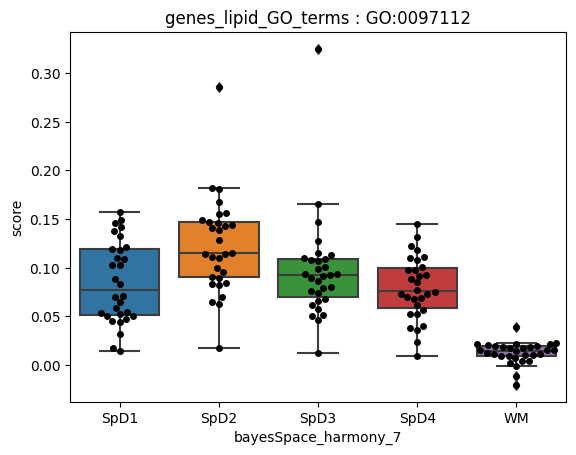 genes_lipid_GO_terms : GO:0097112
0.30
0.25
0.20
0.15
0.10
0.05
0.00
score
SpD1 SpD2 SpD3 SpD4 WM
bayesSpace_harmony_7